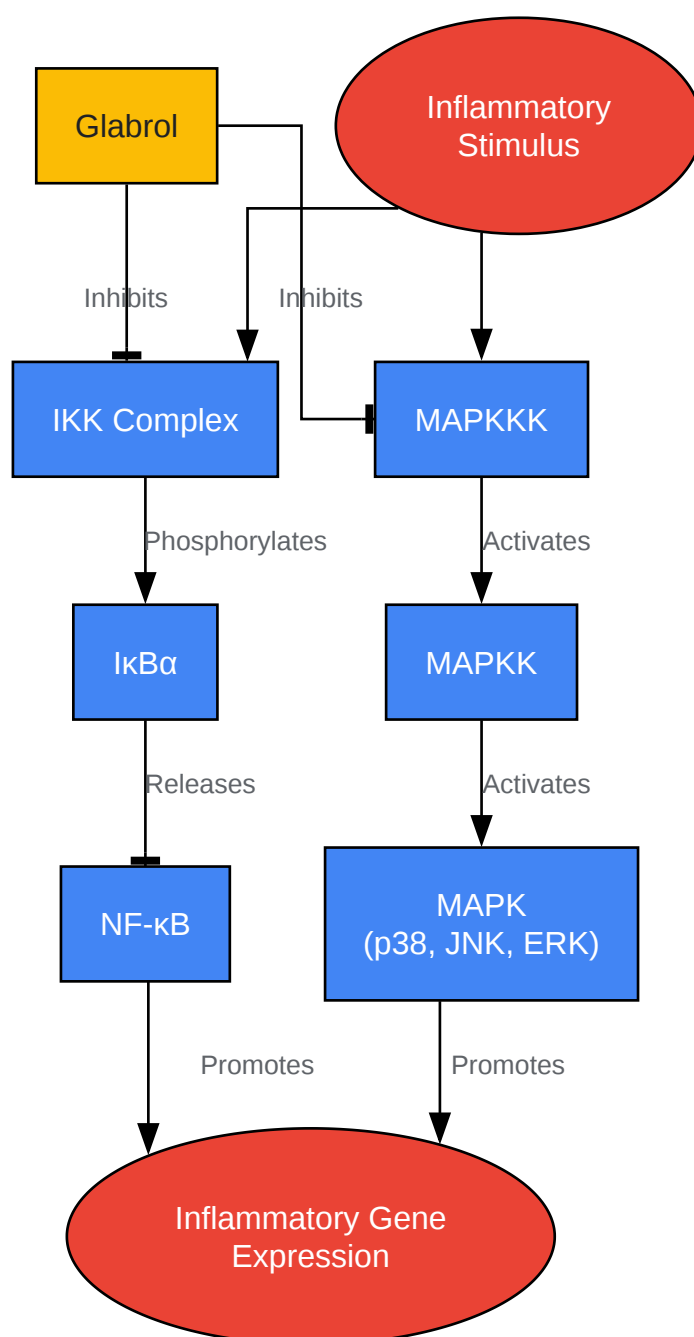 Glabrol
Inflammatory
Stimulus
Inhibits
Inhibits
IKK Complex
MAPKKK
Phosphorylates
Activates
IκBα
MAPKK
Releases
Activates
NF-κB
MAPK
(p38, JNK, ERK)
Promotes
Promotes
Inflammatory Gene
Expression